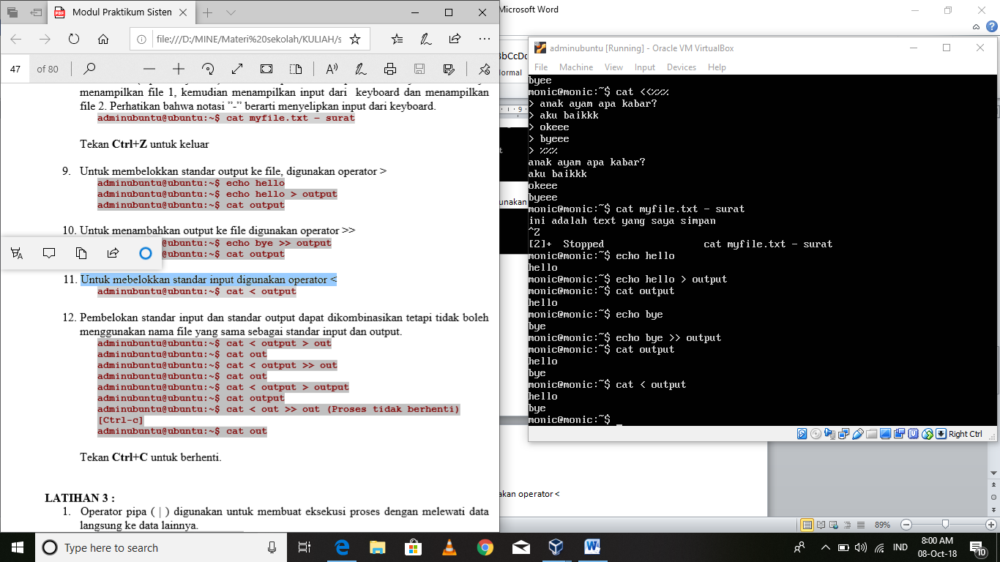 Modul Praktikum Sisten
file:///D:/MINE/Materi%20sekolah/KULIAH/s
47 of 80
menampilkan file 1, kemudian menampilkan input dari keyboard dan menampilkan
file 2. Perhatikan bahwa notasi ”-” berarti menyelipkan input dari keyboard.
adminubuntu@ubuntu:~$ cat myfile.txt – surat
Tekan Ctrl+Z untuk keluar
9. Untuk membelokkan standar output ke file, digunakan operator >
adminubuntu@ubuntu:~$ echo hello
adminubuntu@ubuntu:~$ echo hello > output
adminubuntu@ubuntu:~$ cat output
10. Untuk menambahkan output ke file digunakan operator >>
@ubuntu:~$ echo bye >> output
@ubuntu:~$ cat output
11. Untuk mebelokkan standar input digunakan operator <
adminubuntu@ubuntu:~$ cat < output
12. Pembelokan standar input dan standar output dapat dikombinasikan tetapi tidak boleh
menggunakan nama file yang sama sebagai standar input dan output.
adminubuntu@ubuntu:~$ cat < output > out
adminubuntu@ubuntu:~$ cat out
adminubuntu@ubuntu:~$ cat < output >> out
adminubuntu@ubuntu:~$ cat out
adminubuntu@ubuntu:~$ cat < output > output
adminubuntu@ubuntu:~$ cat output
adminubuntu@ubuntu:~$ cat < out >> out (Proses tidak berhenti)
[Ctrl-c]
adminubuntu@ubuntu:~$ cat out
Tekan Ctrl+C untuk berhenti.
LATIHAN 3 :
1. Operator pipa ( | ) digunakan untuk membuat eksekusi proses dengan melewati data
langsung ke data lainnya.
Microsoft Word
bCcDc
ormal
9
unakan
akan operator <
adminubuntu [Running] - Oracle VM VirtualBox
File Machine View Input Devices Help
byee
monic@monic:~$ cat <<%%%
> anak ayam apa kabar?
> aku baikkk
> okeee
> byeee
> %%%
anak ayam apa kabar?
aku baikkk
okeee
byeee
monic@monic:~$ cat myfile.txt - surat
ini adalah text yang saya simpan
^Z
[2]+ Stopped cat myfile.txt - surat
monic@monic:~$ echo hello
hello
monic@monic:~$ echo hello > output
monic@monic:~$ cat output
hello
monic@monic:~$ echo bye
bye
monic@monic:~$ echo bye >> output
monic@monic:~$ cat output
hello
bye
monic@monic:~$ cat < output
hello
bye
monic@monic:~$ _
Right Ctrl
89%
Type here to search
IND
8:00 AM
08-Oct-18
10